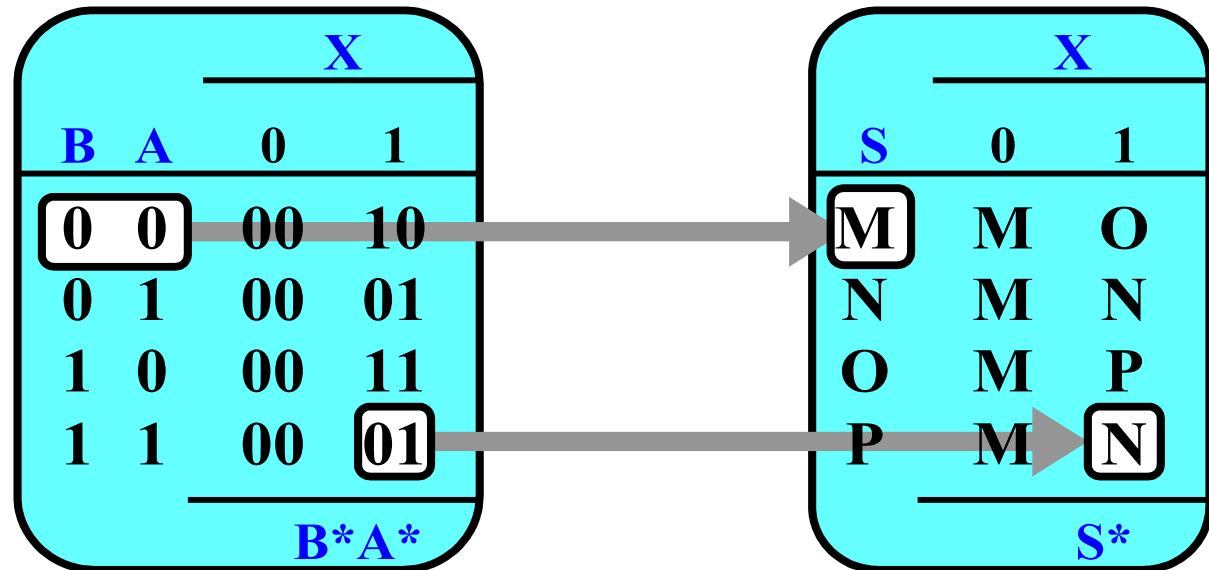 X
B A 0 1
0 0 00 10
0 1 00 01
1 0 00 11
1 1 00 01
B*A*
X
S 0 1
M M O
N M N
O M P
P M N
S*